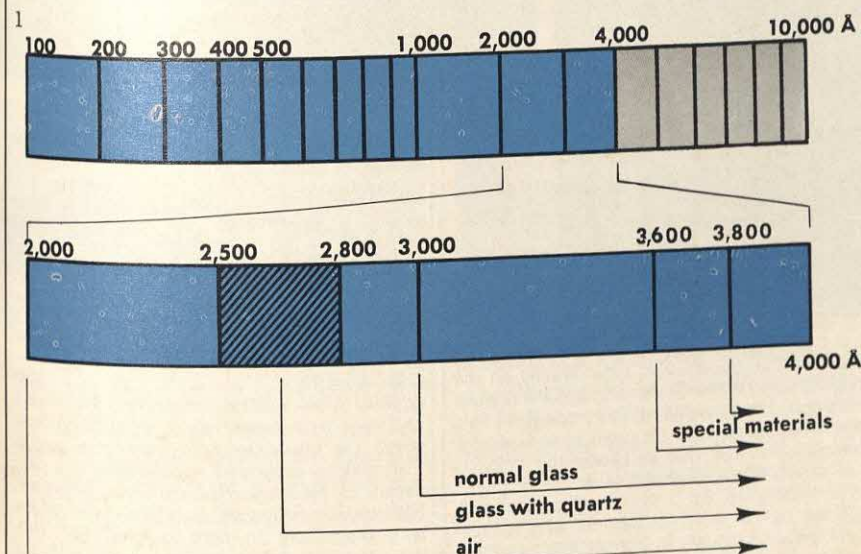 1
100 200 300 400 500 1,000 2,000 4,000 10,000 Å
2,000 2,500 2,800 3,000 3,600 3,800
4,000 Å
special materials
normal glass
glass with quartz
air